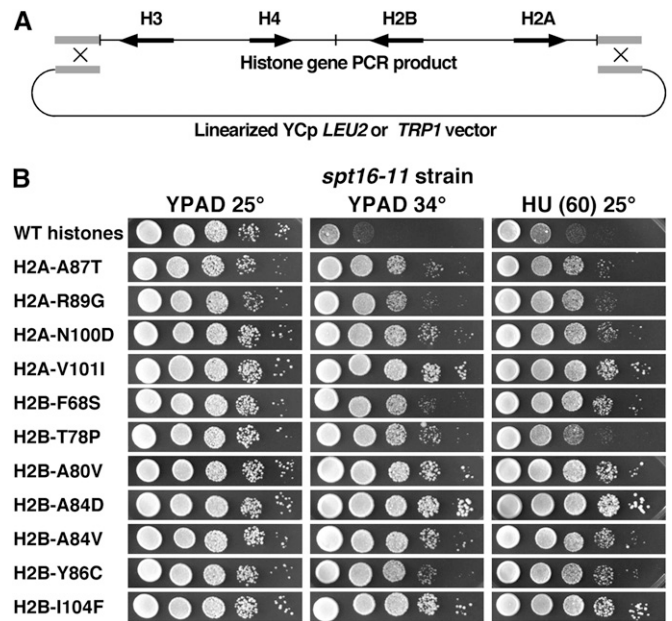 A
H3 H4 H2B H2A
Histone gene PCR product
Linearized YCp LEU2 or TRP1 vector
B
spt16-11 strain
YPAD 25° YPAD 34° HU (60) 25°
WT histones
H2A-A87T
H2A-R89G
H2A-N100D
H2A-V101I
H2B-F68S
H2B-T78P
H2B-A80V
H2B-A84D
H2B-A84V
H2B-Y86C
H2B-I104F